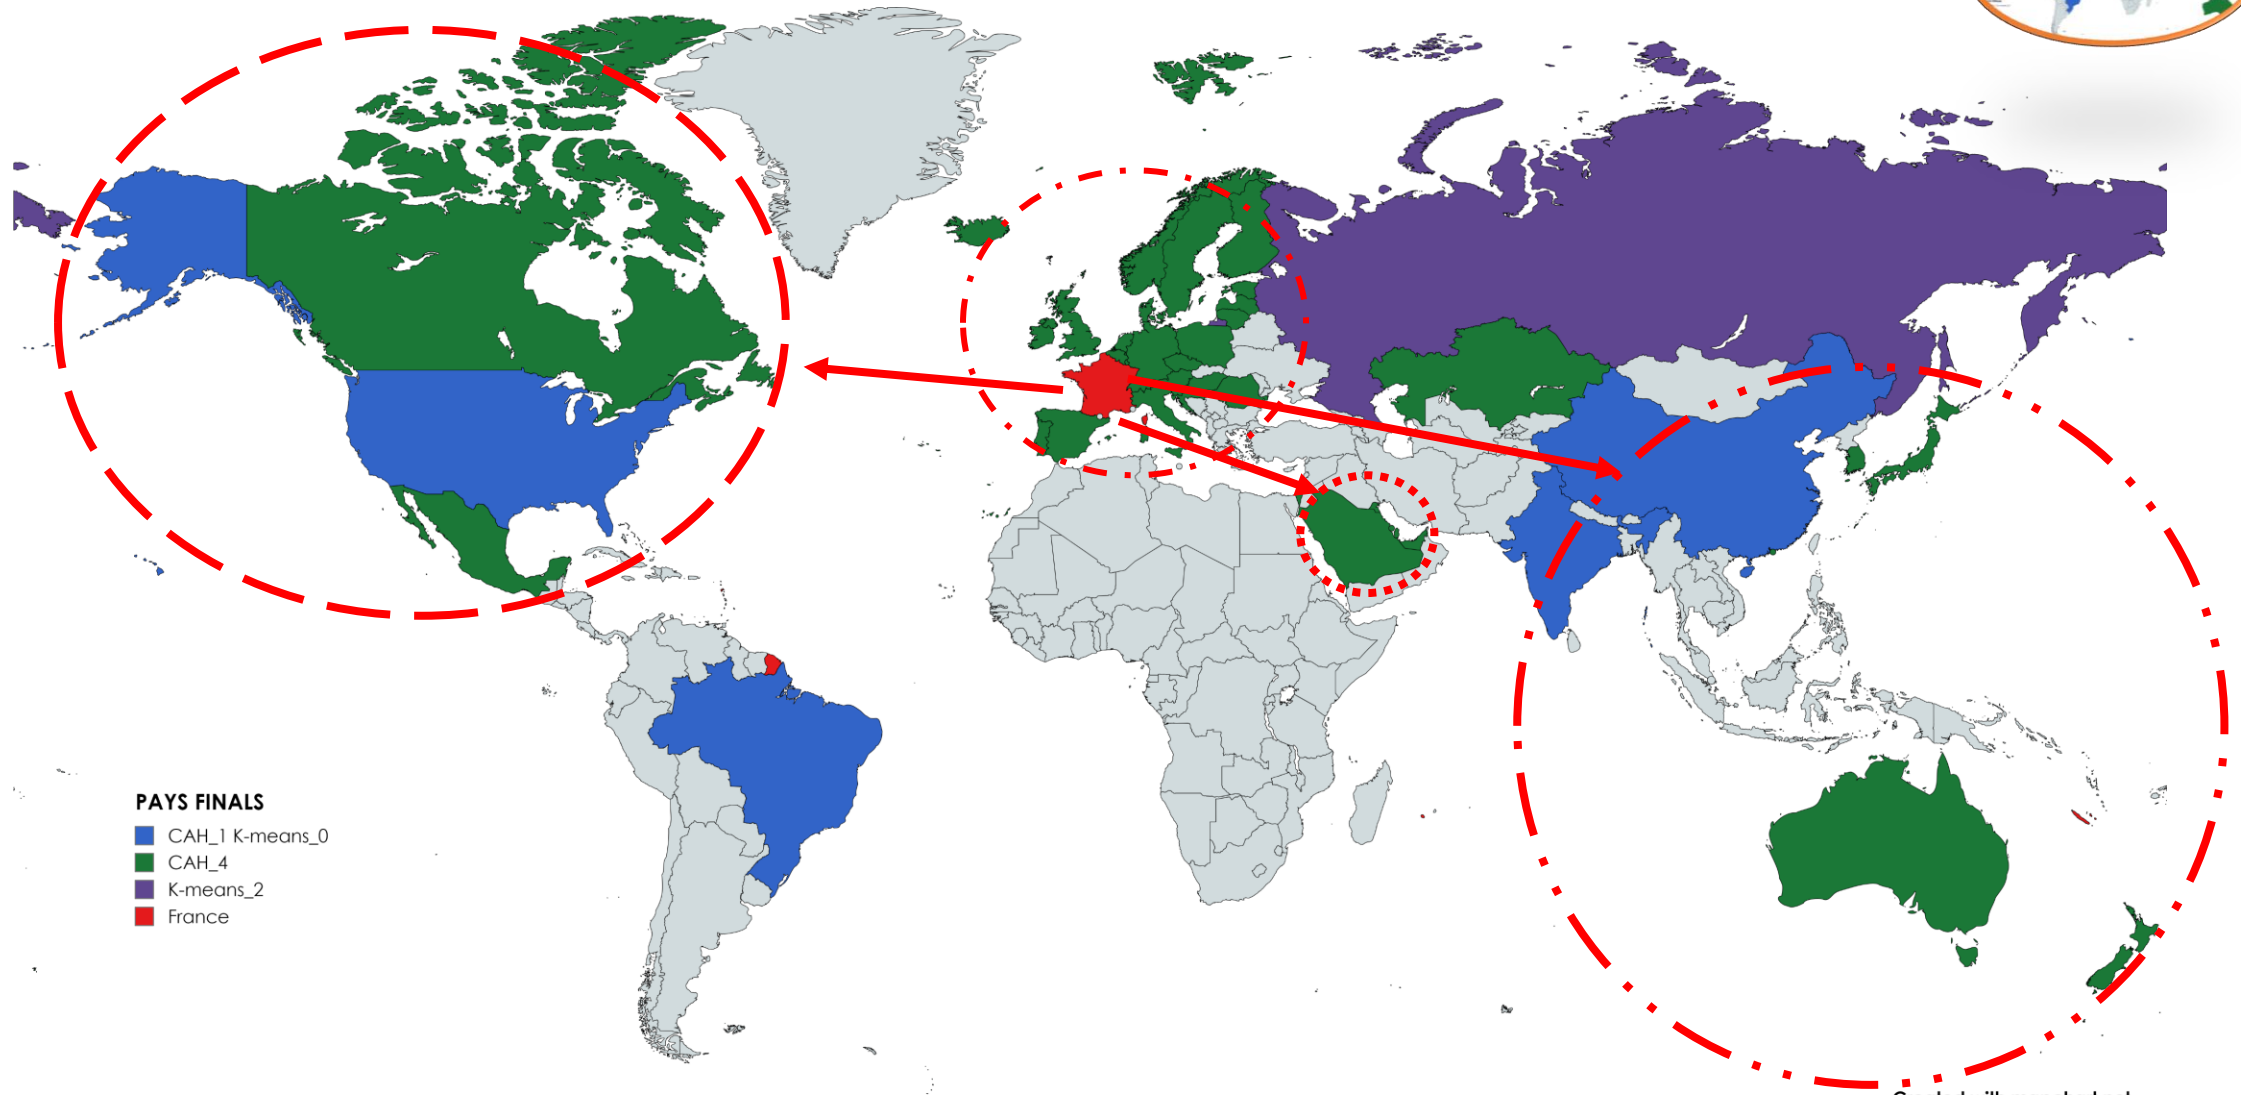 PAYS FINALS
CAH_1 K-means_0
CAH_4
K-means_2
France